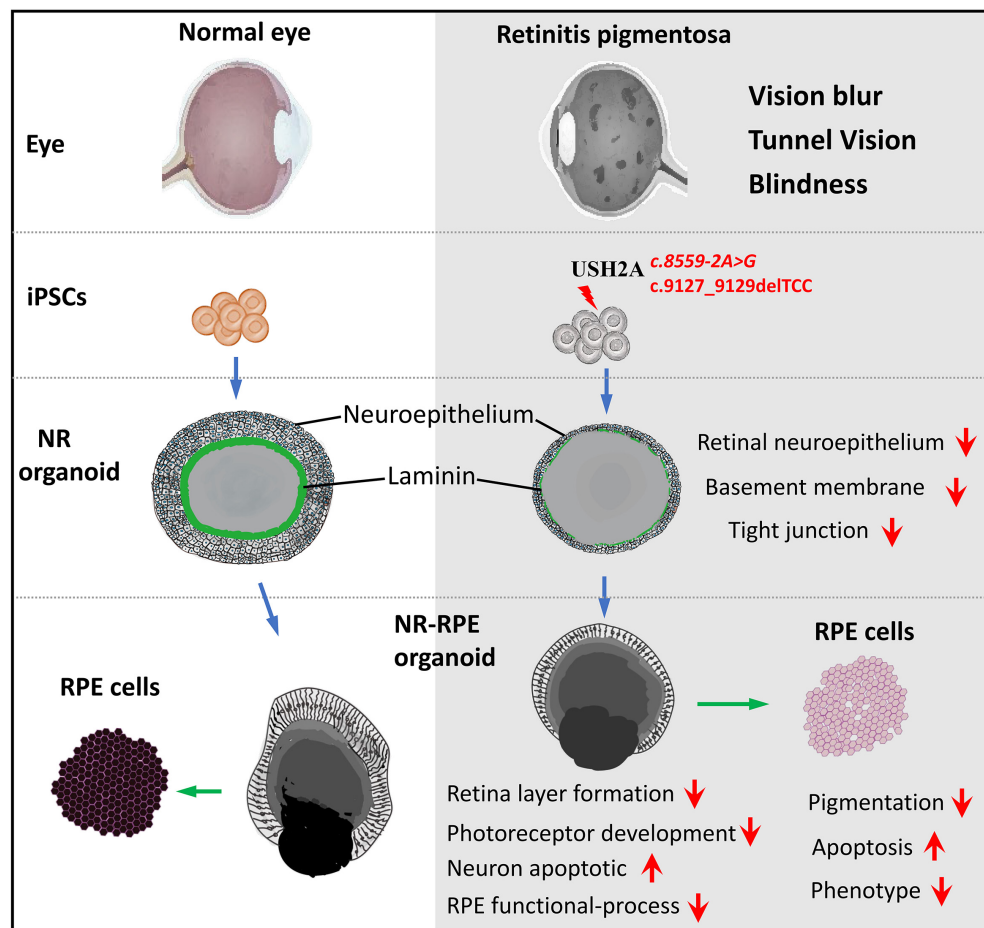 Normal eye
Retinitis pigmentosa
Eye
Vision blur
Tunnel Vision
Blindness
iPSCs
USH2A
c.8559-2A>G
c.9127_9129delTCC
NR
organoid
Neuroepithelium
Laminin
Retinal neuroepithelium
Basement membrane
Tight junction
NR-RPE
organoid
RPE cells
RPE cells
Retina layer formation
Photoreceptor development
Neuron apoptotic
RPE functional-process
Pigmentation
Apoptosis
Phenotype